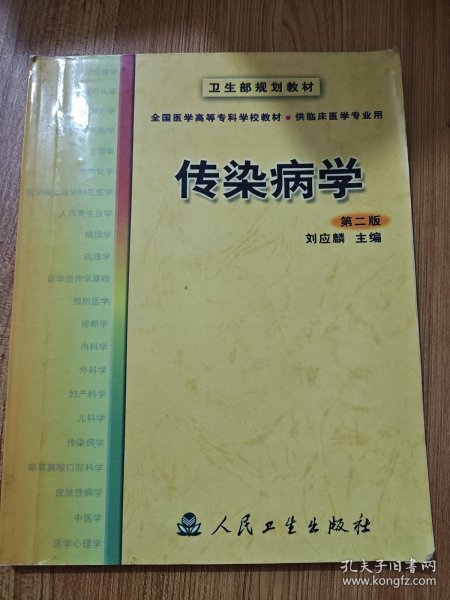 卫生部规划教材
全国医学高等专科学校教材·供临床医学专业用
传染病学
第二版
刘应麟 主编
生物化学
医学微生物学和免疫学
人体寄生虫学
病理学
药理学
医学遗传学基础
预防医学
诊断学
内科学
外科学
妇产科学
儿科学
传染病学
眼耳鼻喉口腔科学
皮肤性病学
中医学
医学心理学
人民卫生出版社
孔夫子旧书网
www.kongfz.com